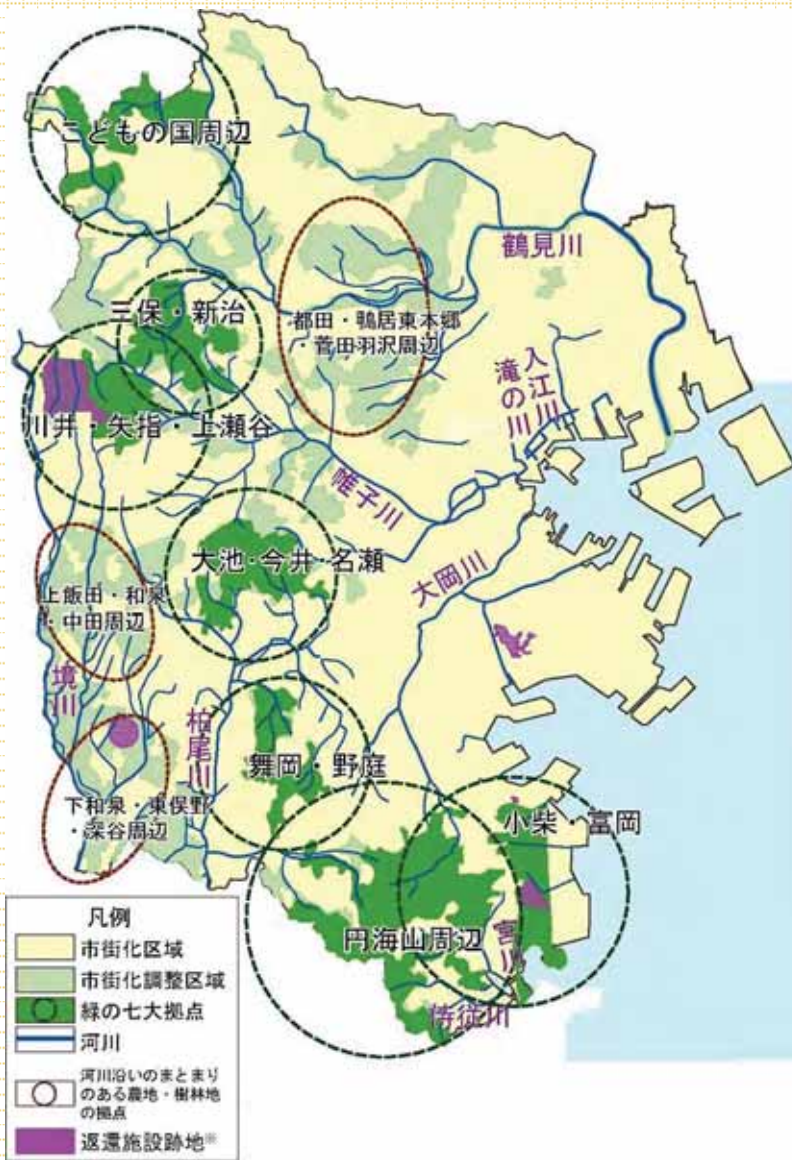 こどもの国周辺
鶴見川
三保・新治
都田・鴨居東本郷
・菅田羽沢周辺
入江川
滝の川
川井・矢指・上瀬谷
帷子川
大池・今井・名瀬
大岡川
上飯田・和泉
・中田周辺
境川
柏尾川
舞岡・野庭
下和泉・東俣野
・深谷周辺
小柴・富岡
円海山周辺
宮川
侍従川
凡例
市街化区域
市街化調整区域
緑の七大拠点
河川
河川沿いのまとまり
のある農地・樹林地
の拠点
返還施設跡地※